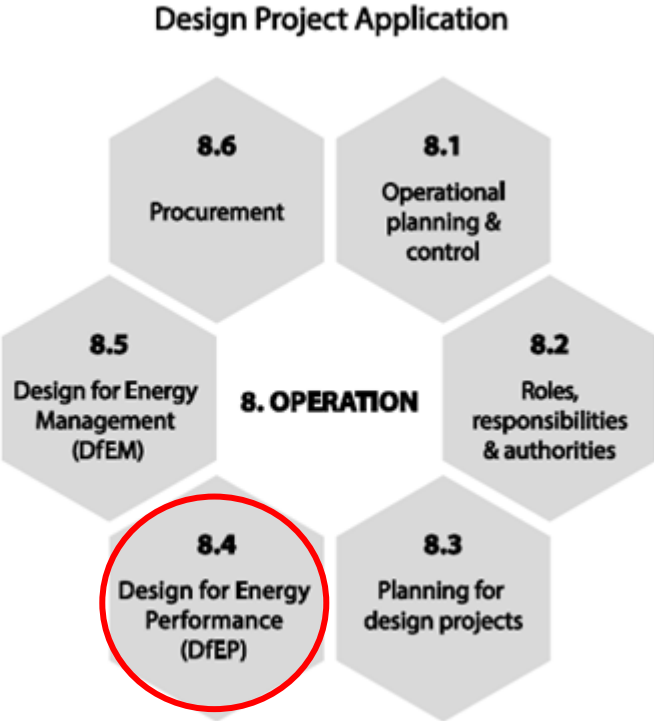 Design Project Application
8.6
Procurement
8.1
Operational
planning &
control
8.5
Design for Energy
Management
(DfEM)
8. OPERATION
8.2
Roles,
responsibilities
& authorities
8.4
Design for Energy
Performance
(DfEP)
8.3
Planning for
design projects